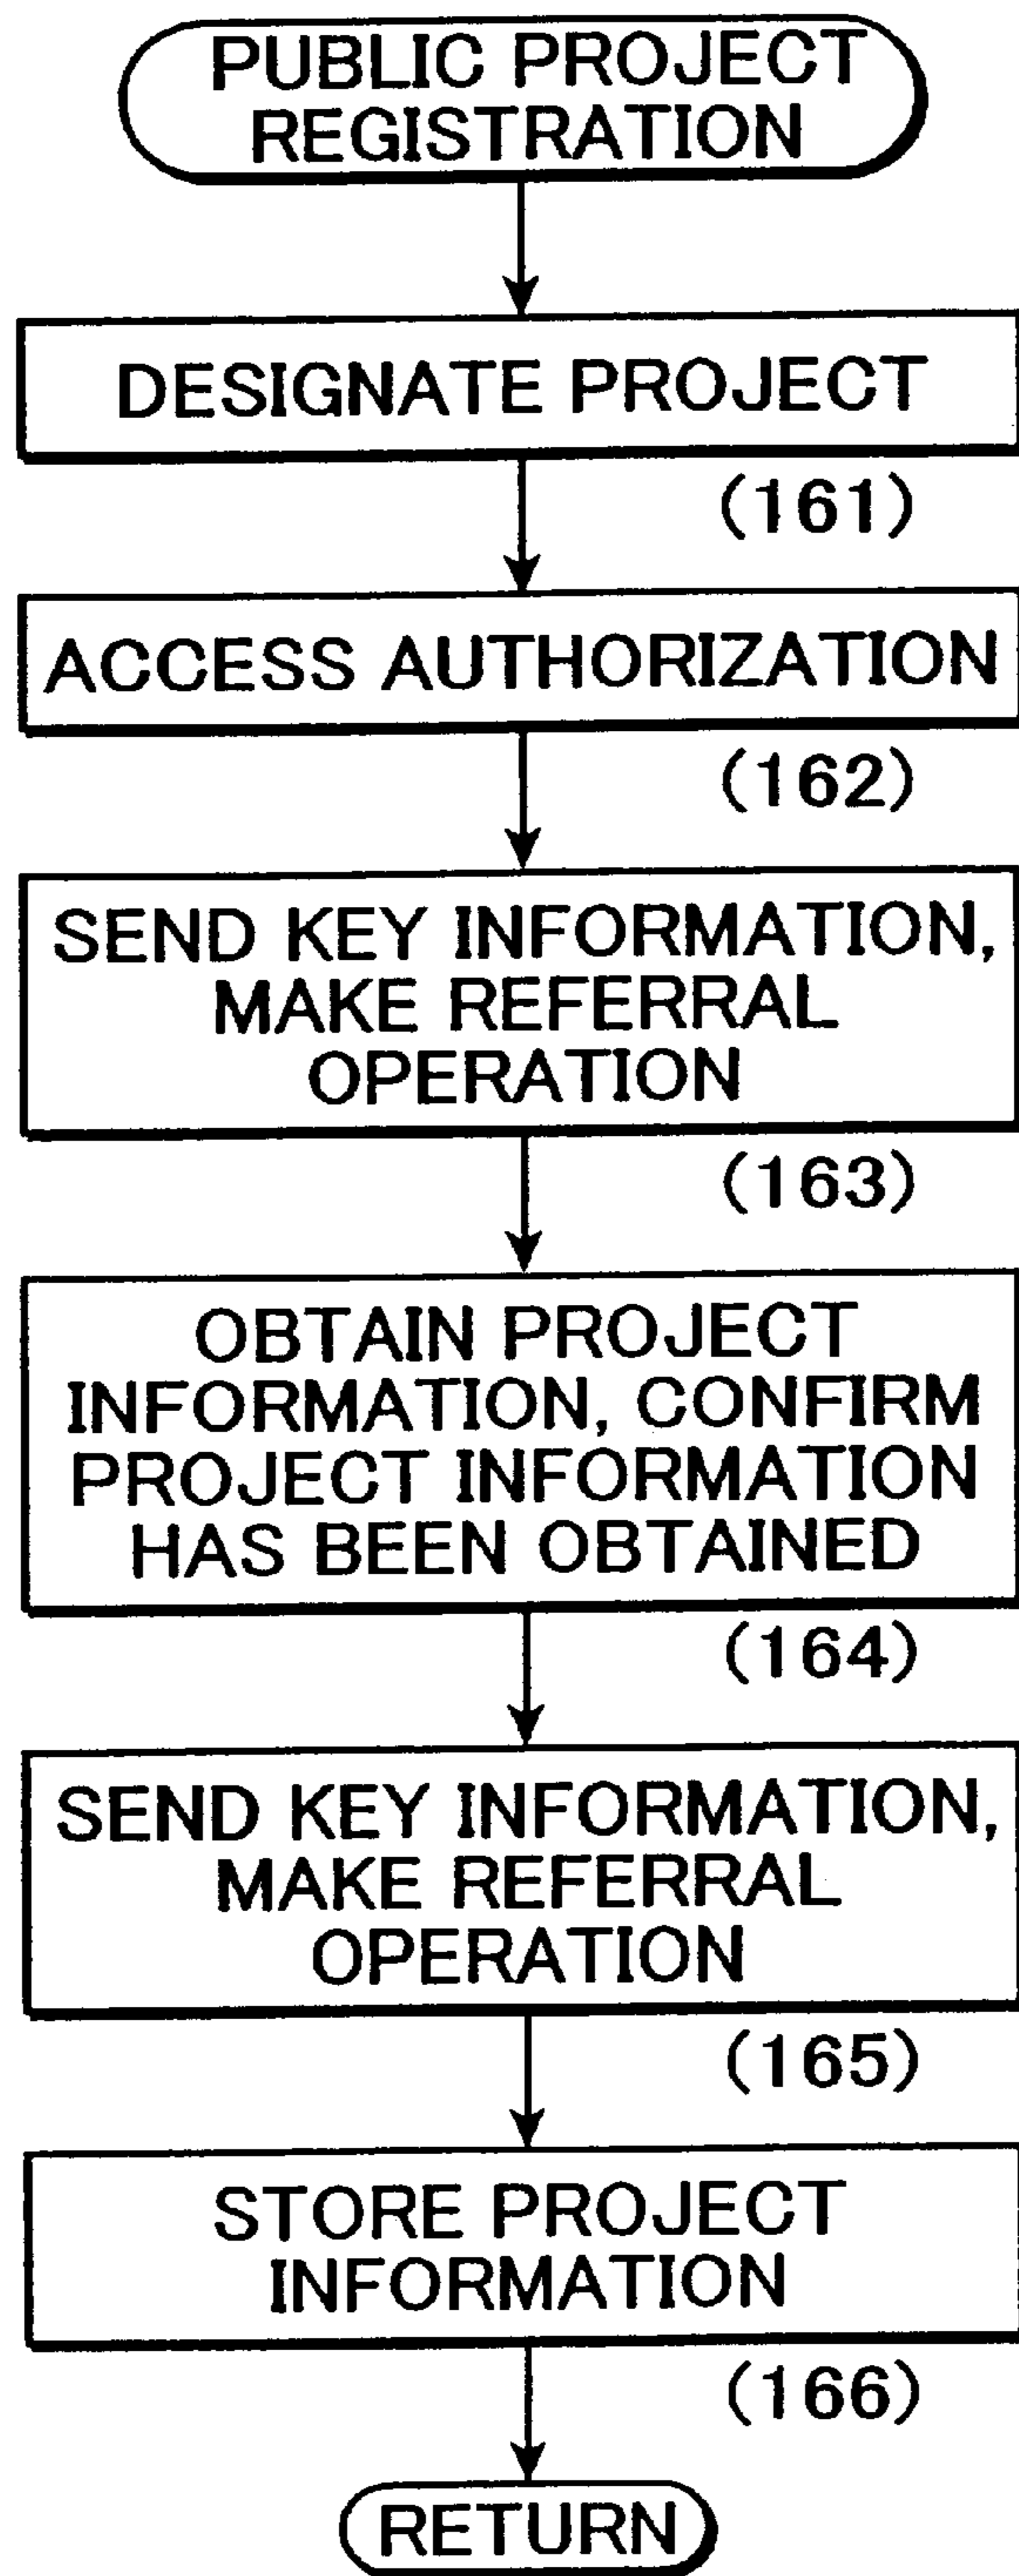 PUBLIC PROJECT
REGISTRATION
DESIGNATE PROJECT
(161)
ACCESS AUTHORIZATION
(162)
SEND KEY INFORMATION,
MAKE REFERRAL
OPERATION
(163)
OBTAIN PROJECT
INFORMATION, CONFIRM
PROJECT INFORMATION
HAS BEEN OBTAINED
(164)
SEND KEY INFORMATION,
MAKE REFERRAL
OPERATION
(165)
STORE PROJECT
INFORMATION
(166)
RETURN